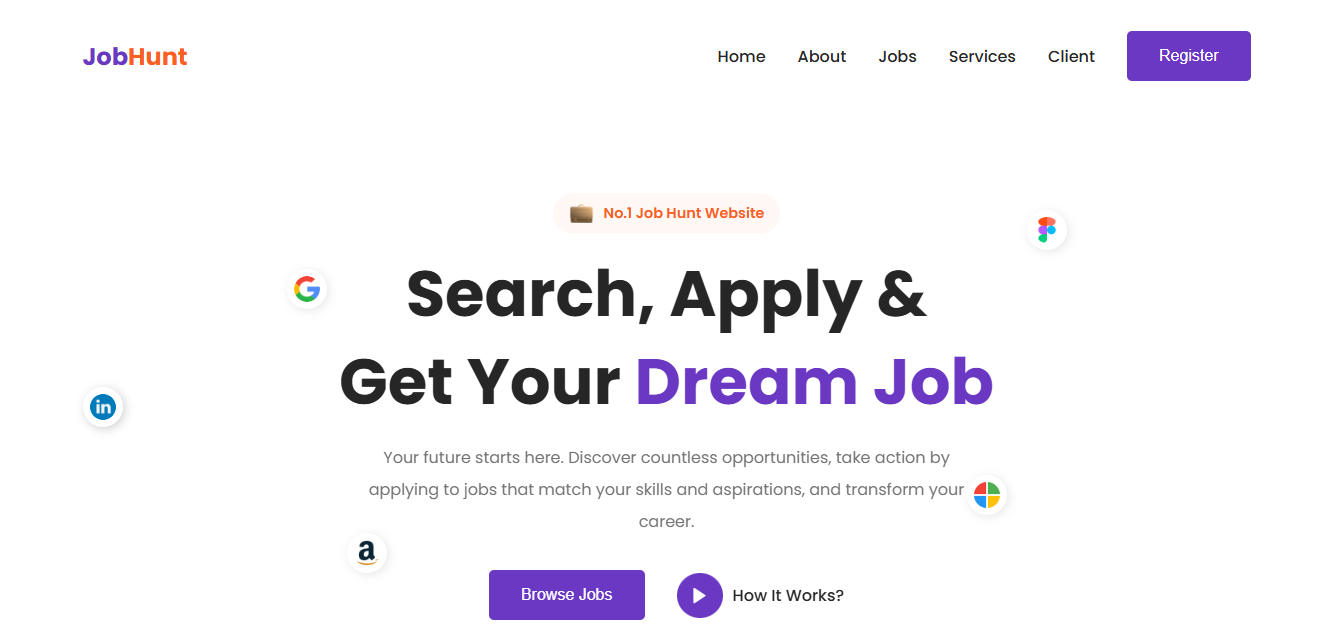 JobHunt
Home About Jobs Services Client Register
No.1 Job Hunt Website
Search, Apply &
Get Your Dream Job
Your future starts here. Discover countless opportunities, take action by
applying to jobs that match your skills and aspirations, and transform your
career.
in
a
Browse Jobs
How It Works?